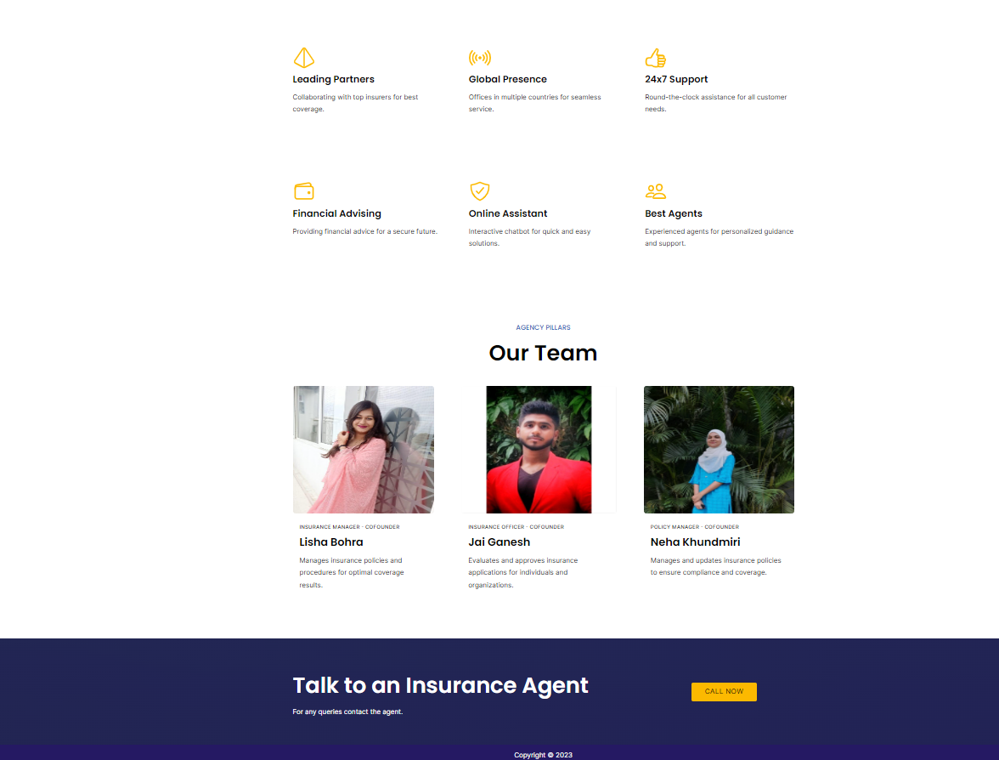 Leading Partners
Collaborating with top insurers for best
coverage.
Global Presence
Offices in multiple countries for seamless
service.
24x7 Support
Round-the-clock assistance for all customer
needs.
Financial Advising
Providing financial advice for a secure future.
Online Assistant
Interactive chatbot for quick and easy
solutions.
Best Agents
Experienced agents for personalized guidance
and support.
AGENCY PILLARS
Our Team
INSURANCE MANAGER - COFOUNDER
Lisha Bohra
Manages insurance policies and
procedures for optimal coverage
results.
INSURANCE OFFICER - COFOUNDER
Jai Ganesh
Evaluates and approves insurance
applications for individuals and
organizations.
POLICY MANAGER - COFOUNDER
Neha Khundmiri
Manages and updates insurance policies
to ensure compliance and coverage.
Talk to an Insurance Agent
For any queries contact the agent.
CALL NOW
Copyright © 2023